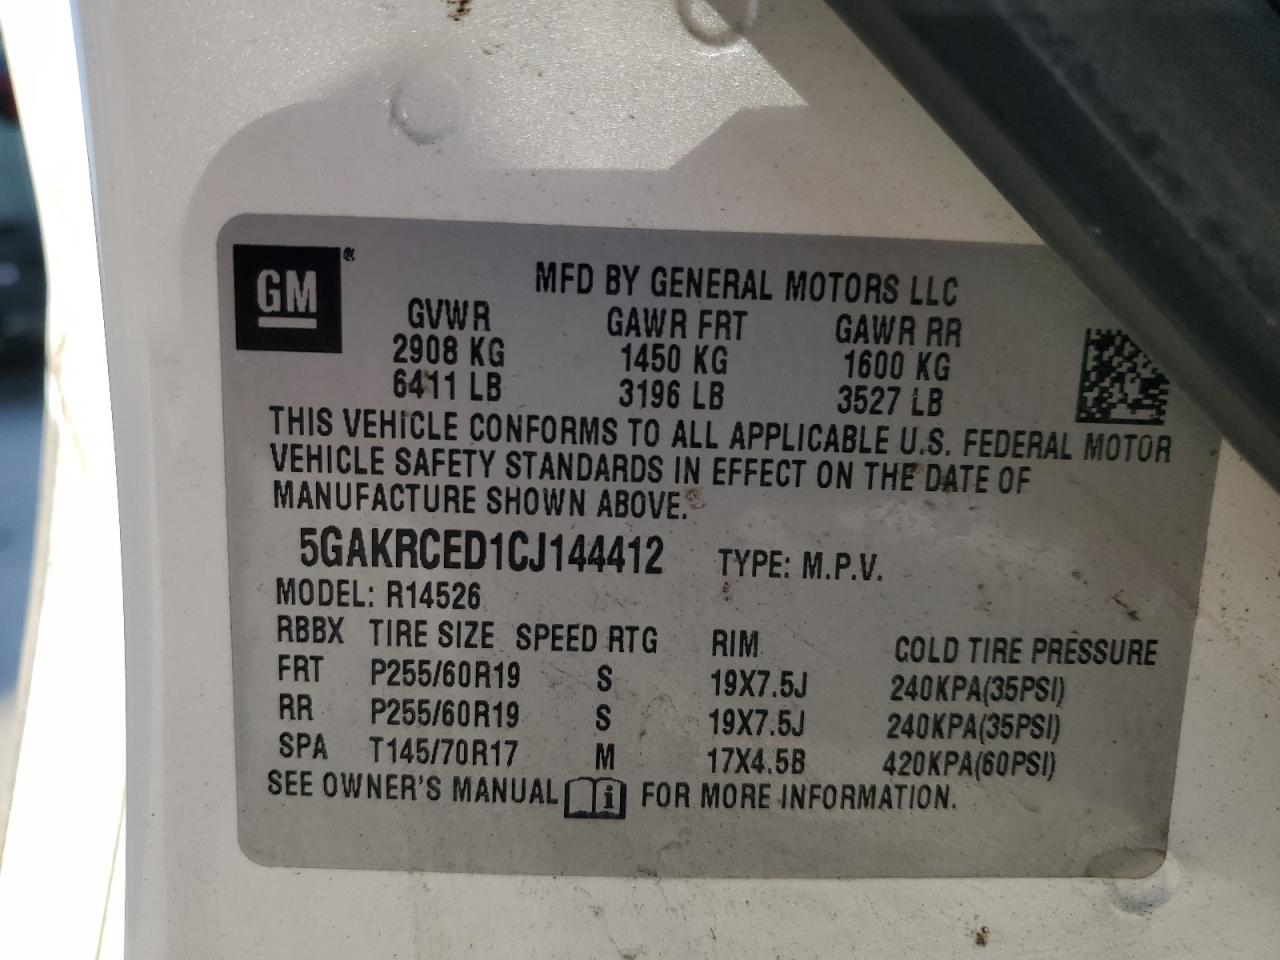 GM ®
MFD BY GENERAL MOTORS LLC
GVWR GAWR FRT GAWR RR
2908 KG 1450 KG 1600 KG
6411 LB 3196 LB 3527 LB
THIS VEHICLE CONFORMS TO ALL APPLICABLE U.S. FEDERAL MOTOR
VEHICLE SAFETY STANDARDS IN EFFECT ON THE DATE OF
MANUFACTURE SHOWN ABOVE.
5GAKRCED1CJ144412 TYPE: M.P.V.
MODEL: R14526
RBBX TIRE SIZE SPEED RTG RIM COLD TIRE PRESSURE
FRT P255/60R19 S 19X7.5J 240KPA(35PSI)
RR P255/60R19 S 19X7.5J 240KPA(35PSI)
SPA T145/70R17 M 17X4.5B 420KPA(60PSI)
SEE OWNER'S MANUAL i FOR MORE INFORMATION.